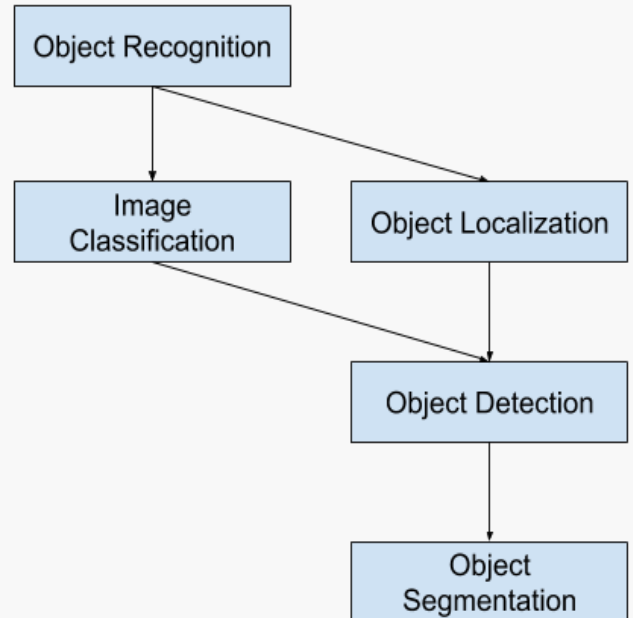 Object Recognition
Image
Classification
Object Localization
Object Detection
Object
Segmentation